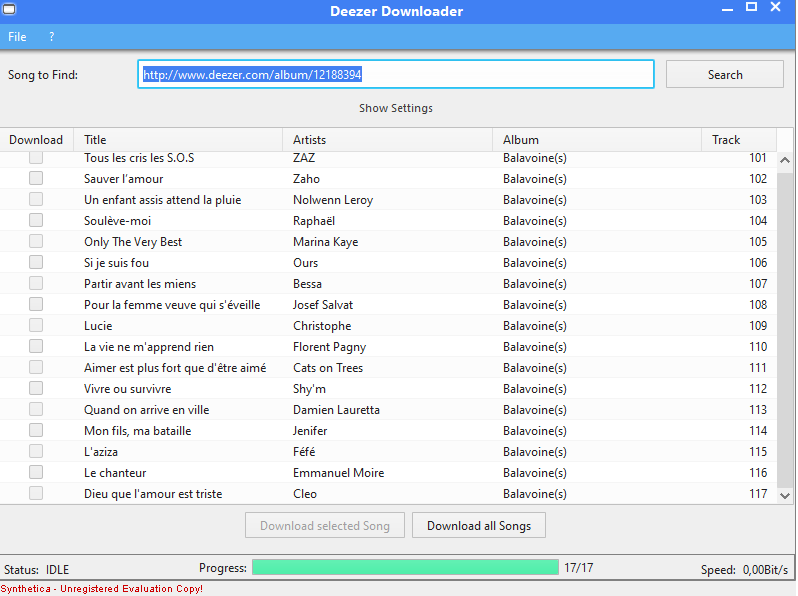 Deezer Downloader
File ?
Song to Find: http://www.deezer.com/album/12188394 Search
Show Settings
Download Title Artists Album Track
Tous les cris les S.O.S ZAZ Balavoine(s) 101
Sauver l'amour Zaho Balavoine(s) 102
Un enfant assis attend la pluie Nolwenn Leroy Balavoine(s) 103
Soulève-moi Raphaël Balavoine(s) 104
Only The Very Best Marina Kaye Balavoine(s) 105
Si je suis fou Ours Balavoine(s) 106
Partir avant les miens Bessa Balavoine(s) 107
Pour la femme veuve qui s'éveille Josef Salvat Balavoine(s) 108
Lucie Christophe Balavoine(s) 109
La vie ne m'apprend rien Florent Pagny Balavoine(s) 110
Aimer est plus fort que d'être aimé Cats on Trees Balavoine(s) 111
Vivre ou survivre Shy'm Balavoine(s) 112
Quand on arrive en ville Damien Lauretta Balavoine(s) 113
Mon fils, ma bataille Jenifer Balavoine(s) 114
L'aziza Féfé Balavoine(s) 115
Le chanteur Emmanuel Moire Balavoine(s) 116
Dieu que l'amour est triste Cleo Balavoine(s) 117
Download selected Song Download all Songs
Status: IDLE Progress: 17/17 Speed: 0,00Bit/s
Synthetica - Unregistered Evaluation Copy!